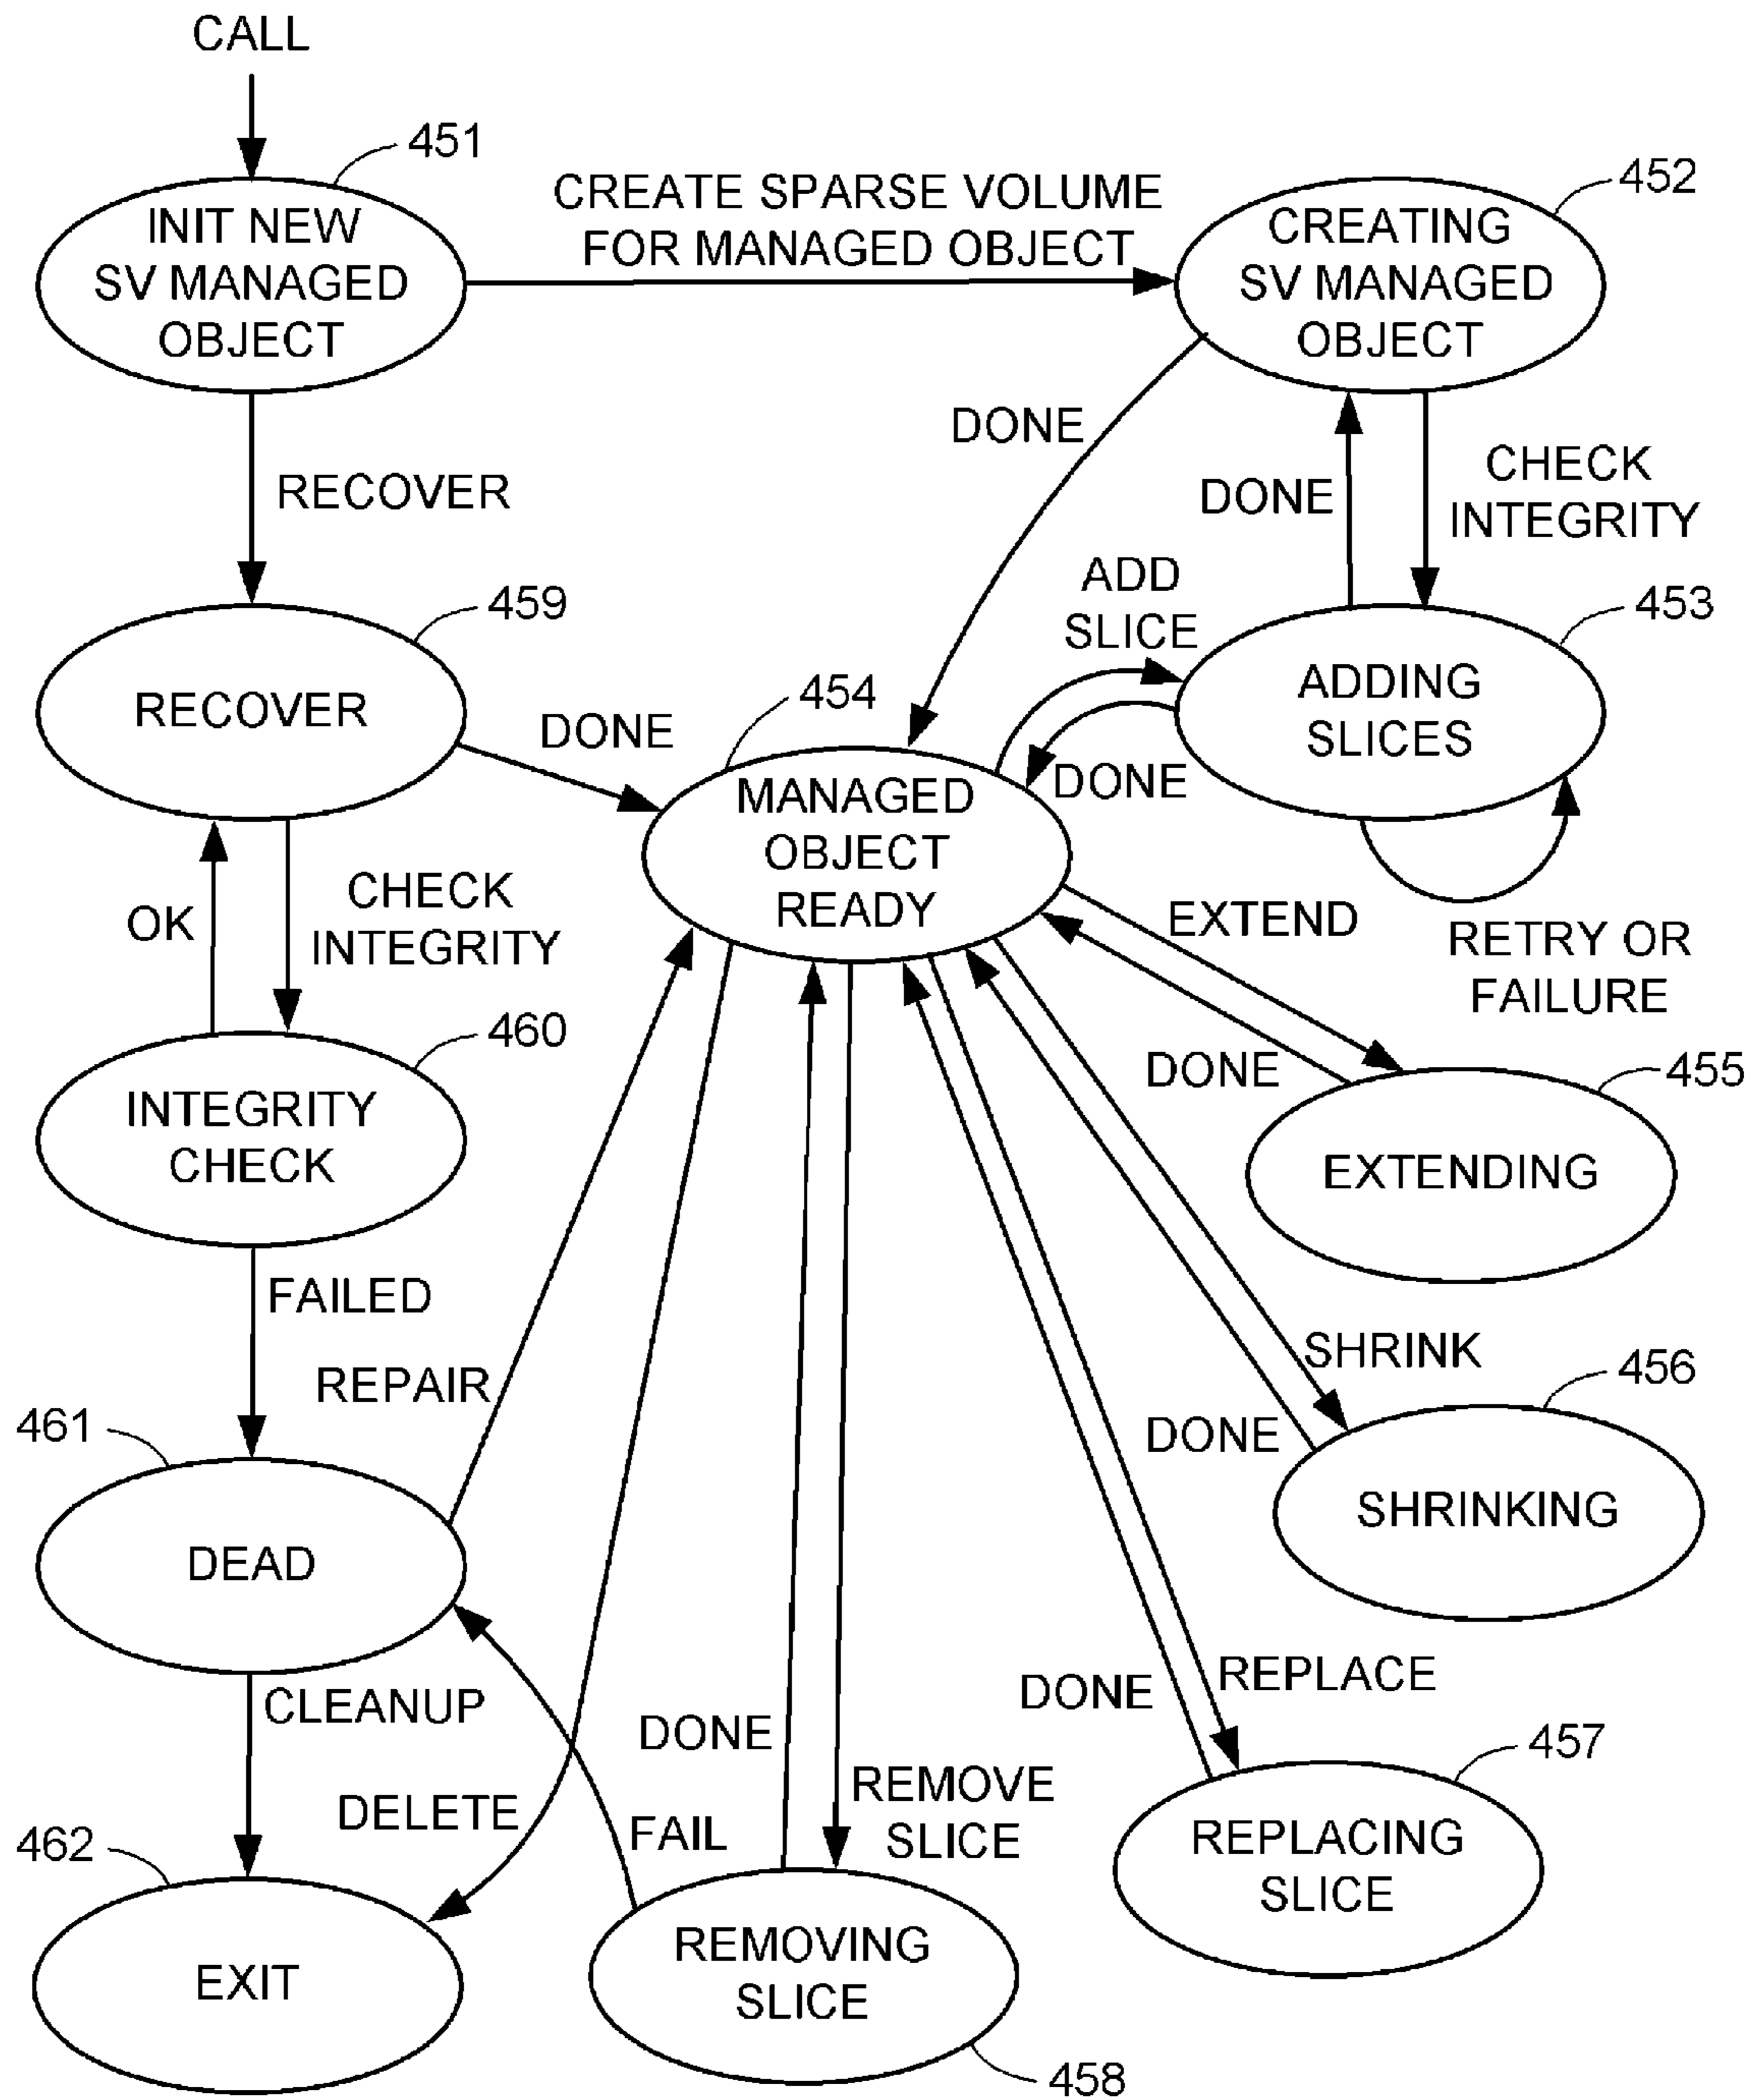 CALL
451
INIT NEW
SV MANAGED
OBJECT
CREATE SPARSE VOLUME
FOR MANAGED OBJECT
452
CREATING
SV MANAGED
OBJECT
DONE
RECOVER
DONE
CHECK
INTEGRITY
459
RECOVER
DONE
454
MANAGED
OBJECT
READY
ADD
SLICE
DONE
453
ADDING
SLICES
RETRY OR
FAILURE
OK
CHECK
INTEGRITY
460
INTEGRITY
CHECK
EXTEND
DONE
455
EXTENDING
FAILED
REPAIR
SHRINK
DONE
456
SHRINKING
461
DEAD
CLEANUP
DELETE
FAIL
DONE
REMOVE
SLICE
DONE
REPLACE
457
REPLACING
SLICE
462
EXIT
REMOVING
SLICE
458